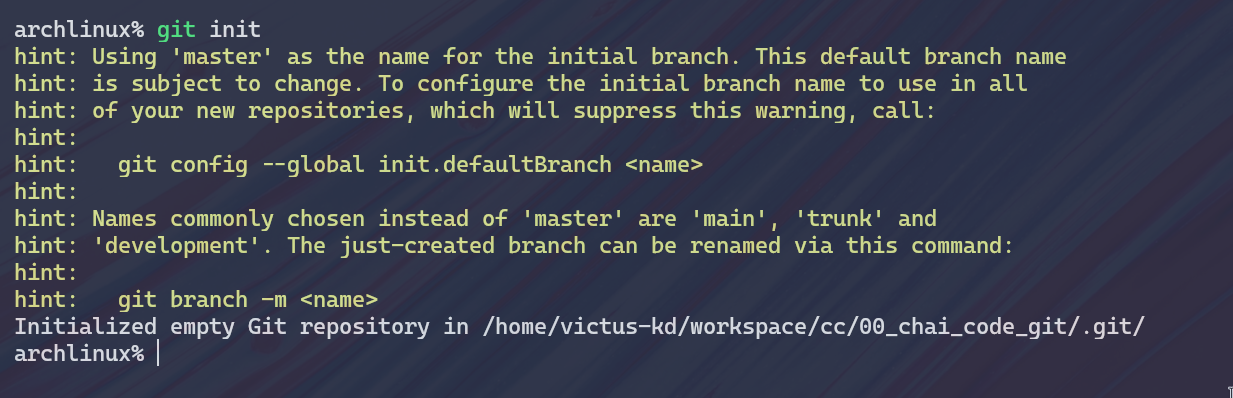 archlinux% git init
hint: Using 'master' as the name for the initial branch. This default branch name
hint: is subject to change. To configure the initial branch name to use in all
hint: of your new repositories, which will suppress this warning, call:
hint:
hint:   git config --global init.defaultBranch <name>
hint:
hint: Names commonly chosen instead of 'master' are 'main', 'trunk' and
hint: 'development'. The just-created branch can be renamed via this command:
hint:
hint:   git branch -m <name>
Initialized empty Git repository in /home/victus-kd/workspace/cc/00_chai_code_git/.git/
archlinux%